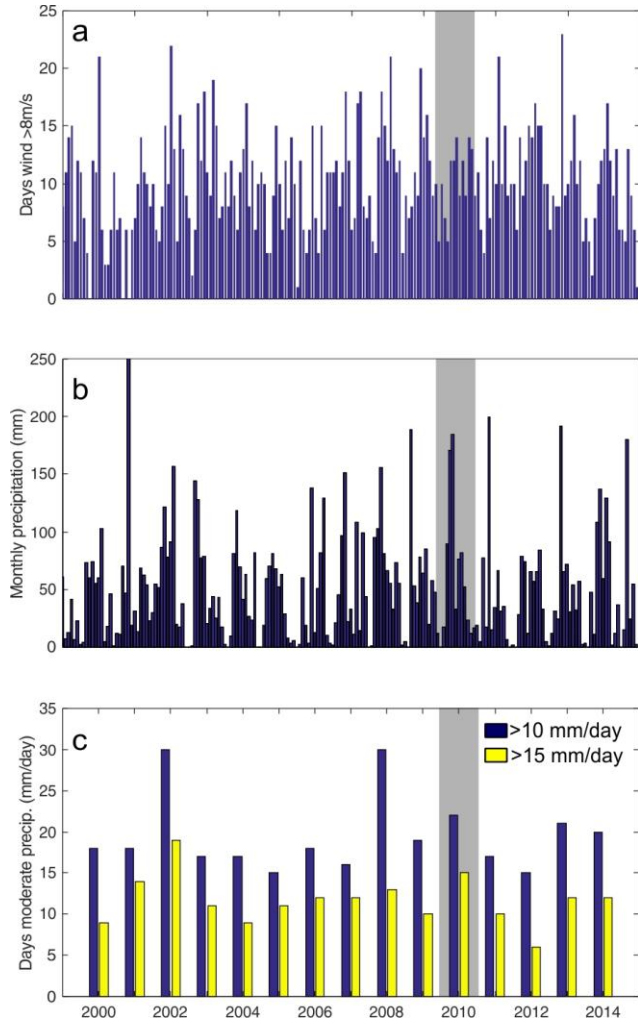 a
Days wind >8m/s
25
20
15
10
5
0
b
Monthly precipitation (mm)
250
200
150
100
50
0
c
Days moderate precip. (mm/day)
35
30
25
20
15
10
5
0
>10 mm/day
>15 mm/day
2000 2002 2004 2006 2008 2010 2012 2014